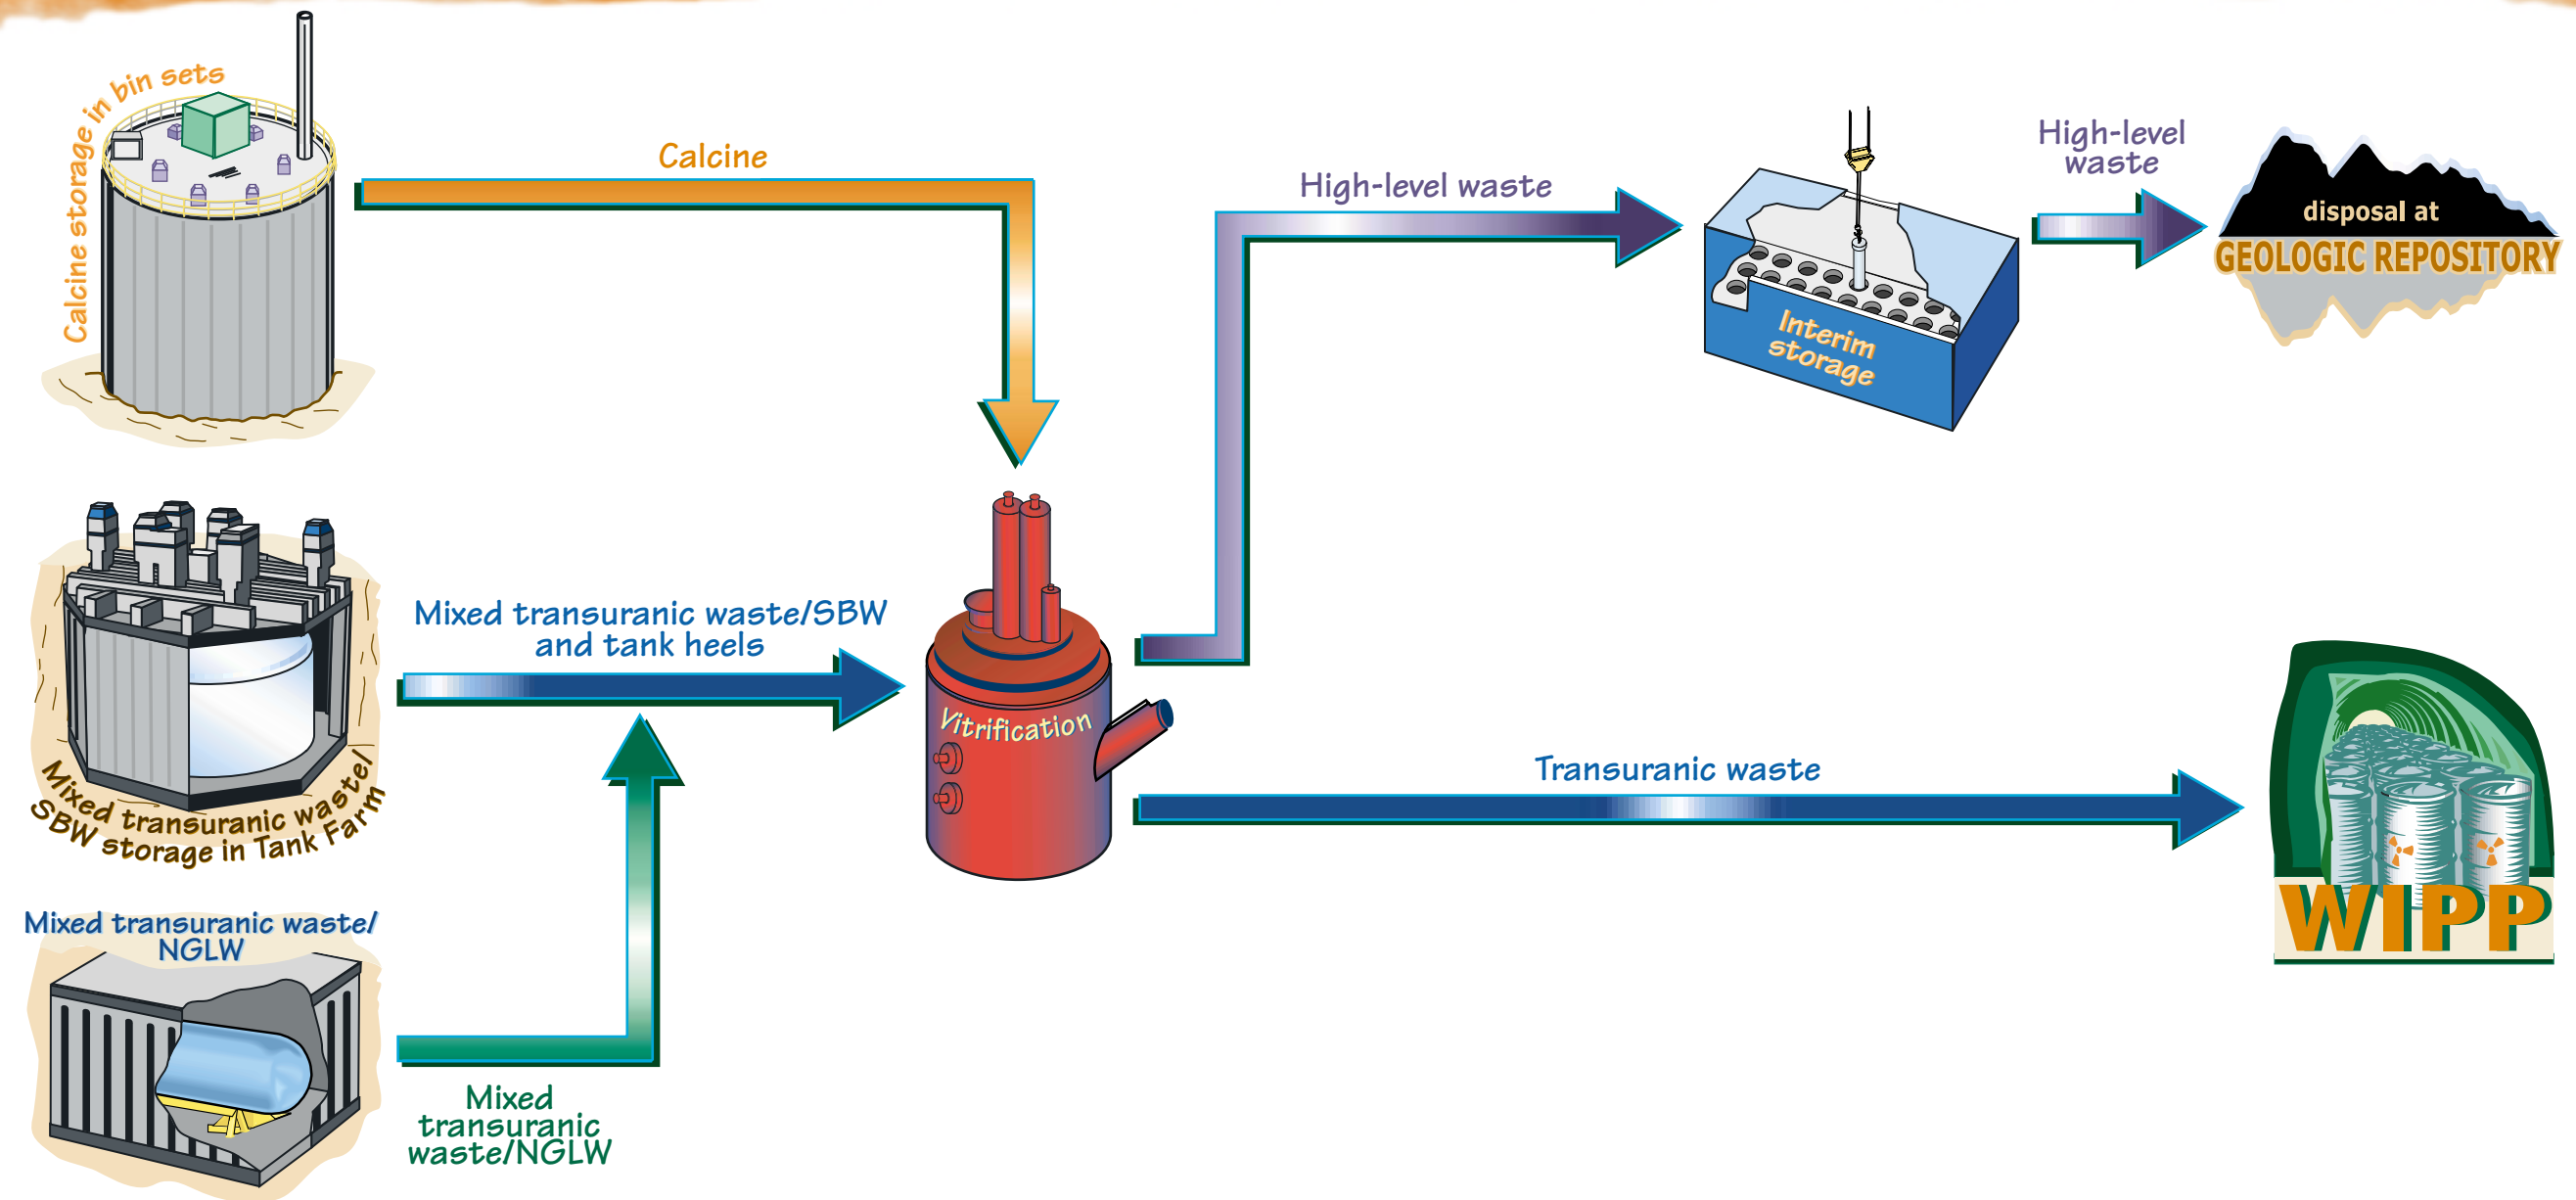 Calcine storage in bin sets
Calcine
High-level waste
High-level
waste
disposal at
GEOLOGIC REPOSITORY
Interim
storage
Mixed transuranic waste/SBW
and tank heels
Vitrification
Mixed transuranic waste/
SBW storage in Tank Farm
Transuranic waste
WIPP
Mixed transuranic waste/
NGLW
Mixed
transuranic
waste/NGLW